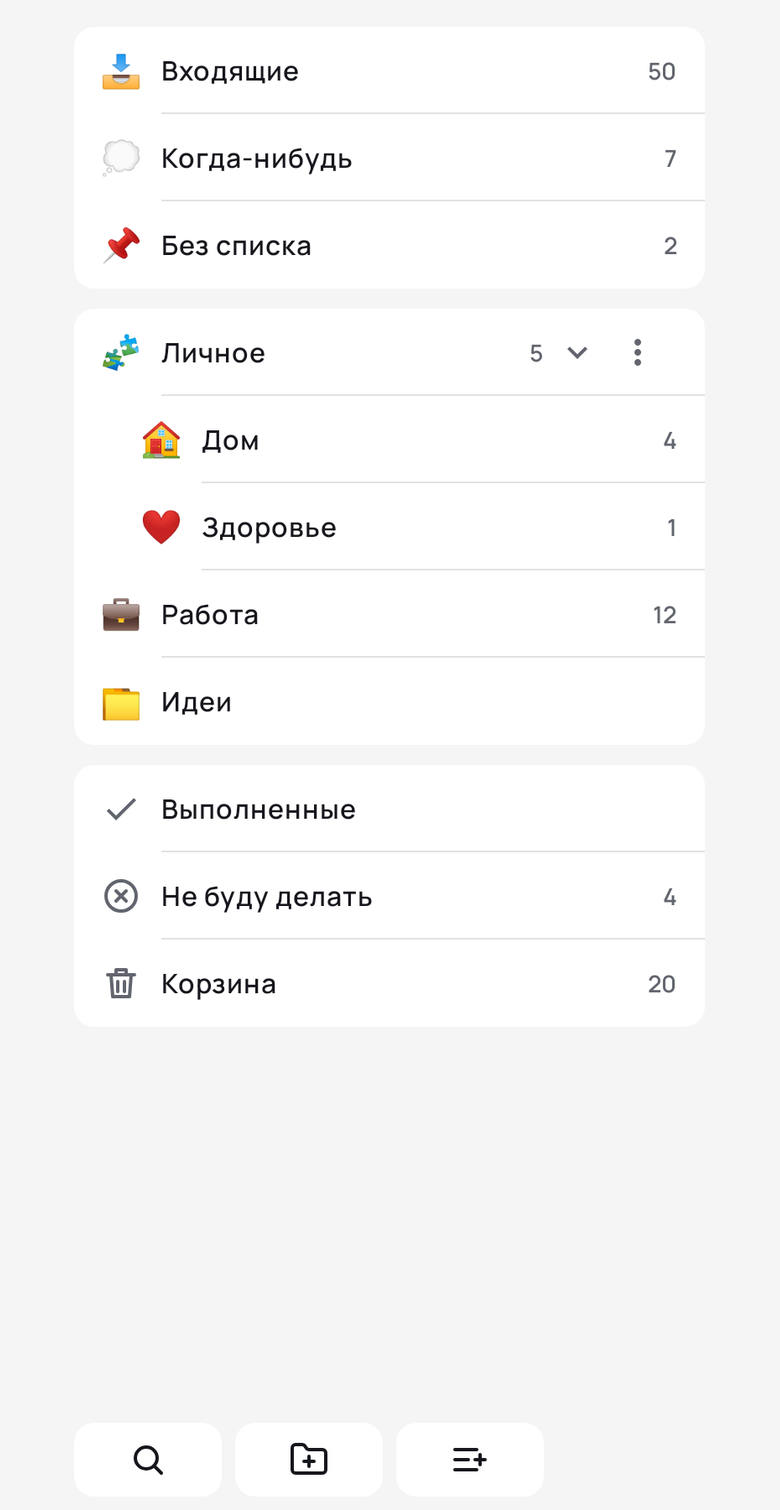 Входящие 50
Когда-нибудь 7
Без списка 2
Личное 5
Дом 4
Здоровье 1
Работа 12
Идеи
Выполненные
Не буду делать 4
Корзина 20